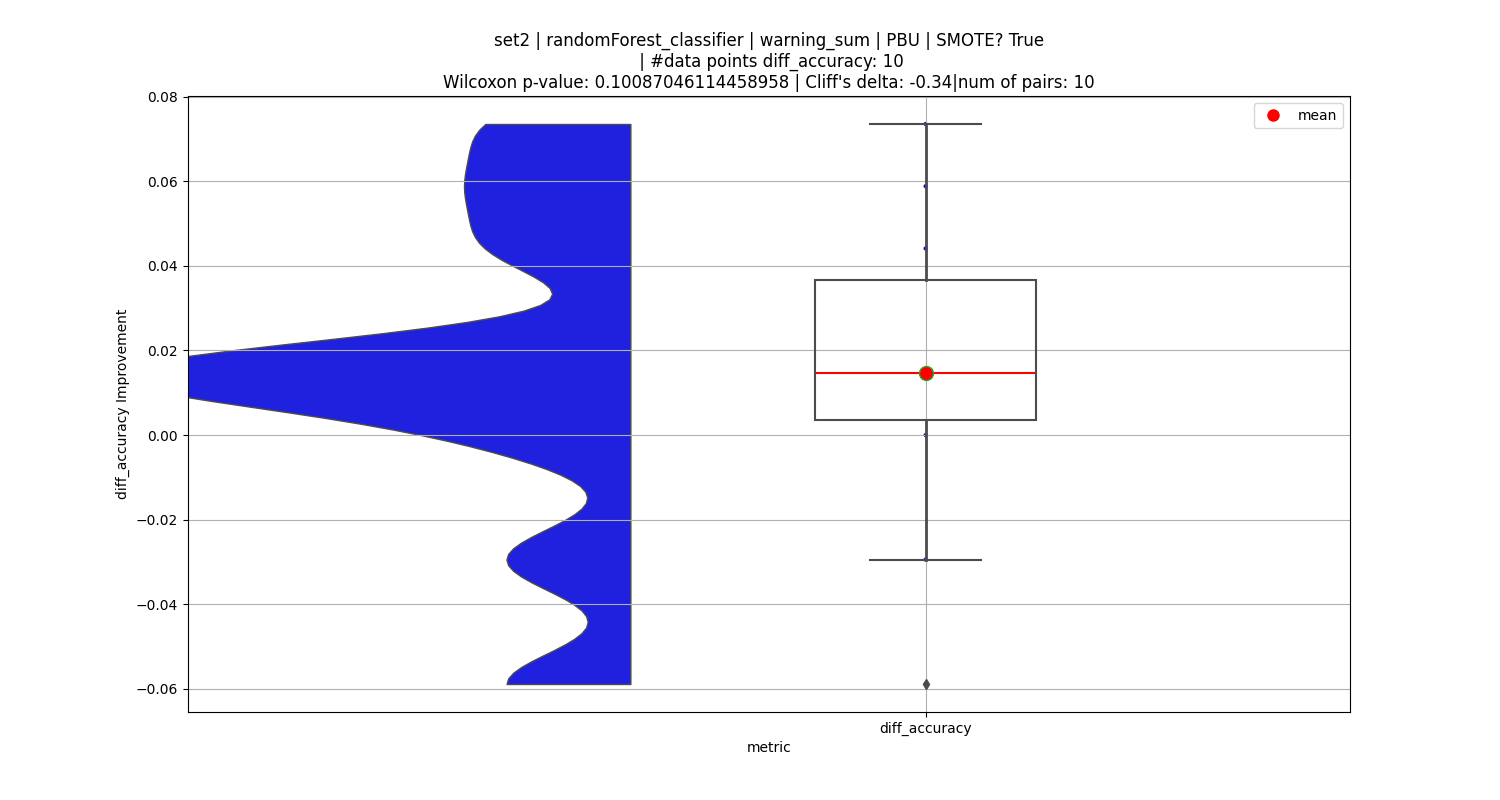 set2 | randomForest_classifier | warning_sum | PBU | SMOTE? True
| #data points diff_accuracy: 10
Wilcoxon p-value: 0.10087046114458958 | Cliff's delta: -0.34|num of pairs: 10
mean
0.08
0.06
0.04
0.02
0.00
−0.02
−0.04
−0.06
diff_accuracy Improvement
diff_accuracy
metric